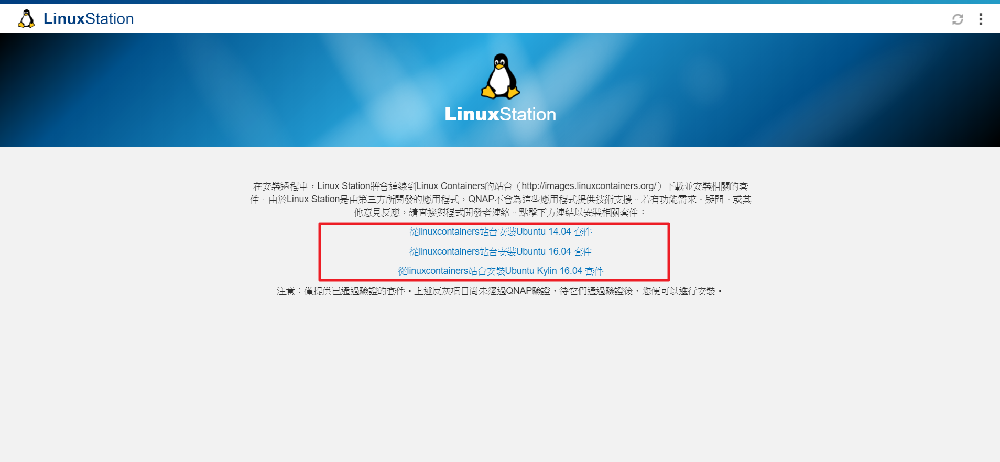 LinuxStation
LinuxStation
在安裝過程中，Linux Station將會連線到Linux Containers的站台（http://images.linuxcontainers.org/）下載並安裝相關的套
件。由於Linux Station是由第三方所開發的應用程式，QNAP不會為這些應用程式提供技術支援。若有功能需求、疑問、或其
他意見反應，請直接與程式開發者連絡。點擊下方連結以安裝相關套件：
從linuxcontainers站台安裝Ubuntu 14.04 套件
從linuxcontainers站台安裝Ubuntu 16.04 套件
從linuxcontainers站台安裝Ubuntu Kylin 16.04 套件
注意：僅提供已通過驗證的套件。上述反灰項目尚未經過QNAP驗證，待它們通過驗證後，您便可以進行安裝。